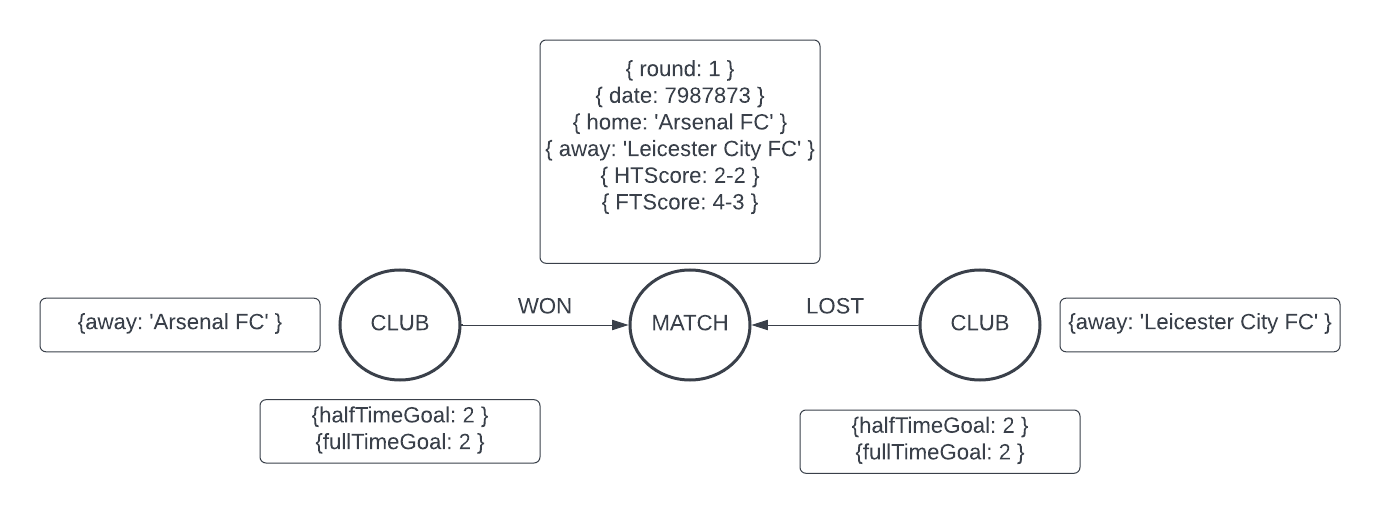 { round: 1 }
{ date: 7987873 }
{ home: 'Arsenal FC' }
{ away: 'Leicester City FC' }
{ HTScore: 2-2 }
{ FTScore: 4-3 }
{away: 'Arsenal FC' }
CLUB
WON
MATCH
LOST
CLUB
{away: 'Leicester City FC' }
{halfTimeGoal: 2 }
{fullTimeGoal: 2 }
{halfTimeGoal: 2 }
{fullTimeGoal: 2 }